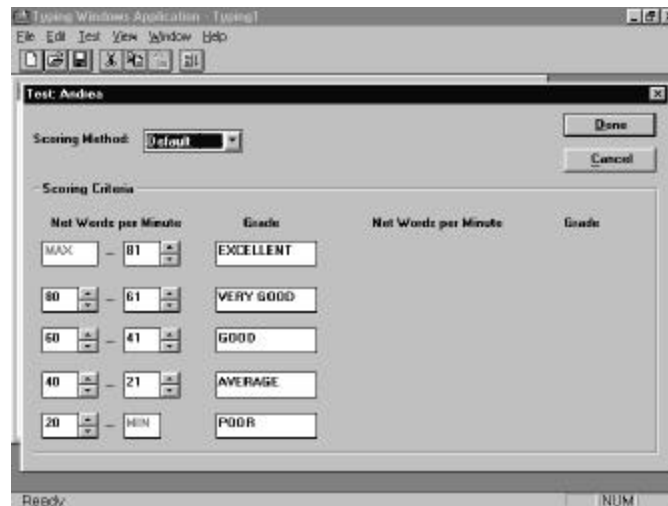 Typing Windows Application - Typing1
File Edit Test View Window Help
Test: Andrea
Done
Scoring Method: Default
Cancel
Scoring Criteria
Net Words per Minute Grade Net Words per Minute Grade
MAX - 81 EXCELLENT
80 - 61 VERY GOOD
60 - 41 GOOD
40 - 21 AVERAGE
20 - MIN POOR
Ready NUM